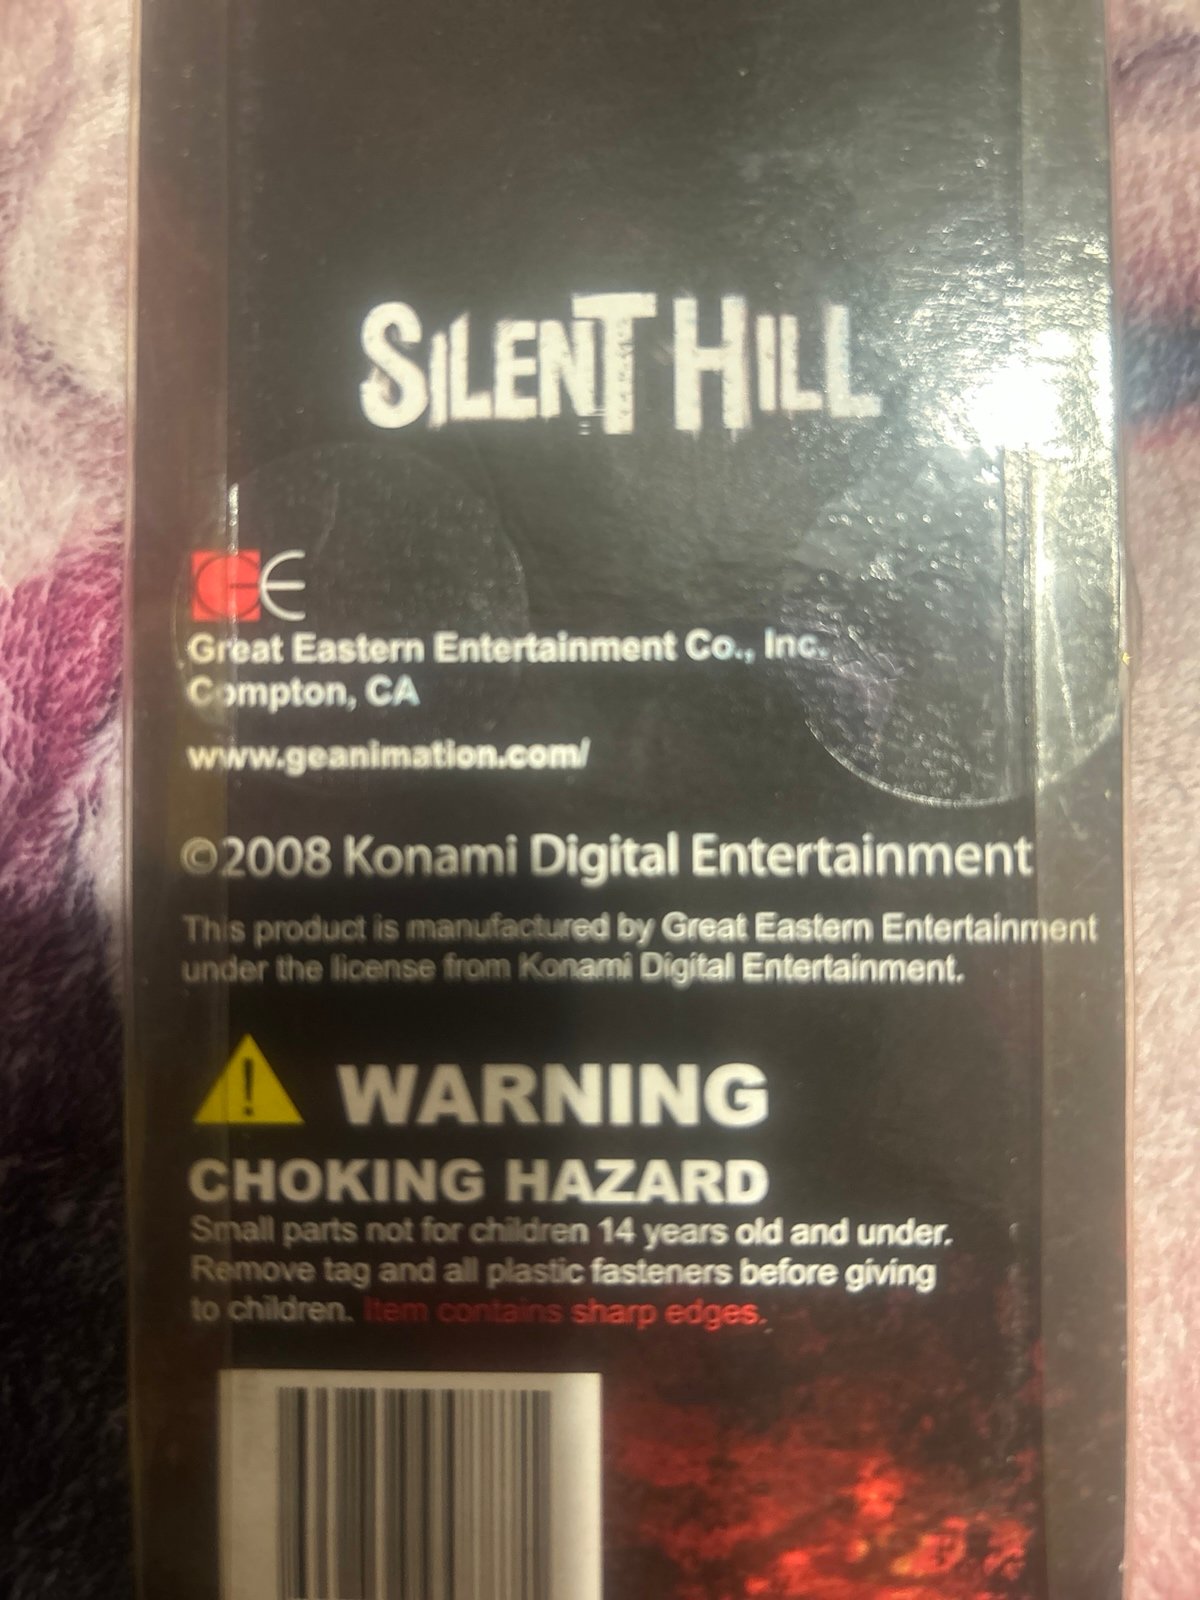 SILENT HILL
GE
Great Eastern Entertainment Co., Inc.
Compton, CA
www.geanimation.com/
©2008 Konami Digital Entertainment
This product is manufactured by Great Eastern Entertainment
under the license from Konami Digital Entertainment.
WARNING
CHOKING HAZARD
Small parts not for children 14 years old and under.
Remove tag and all plastic fasteners before giving
to children. Item contains sharp edges.